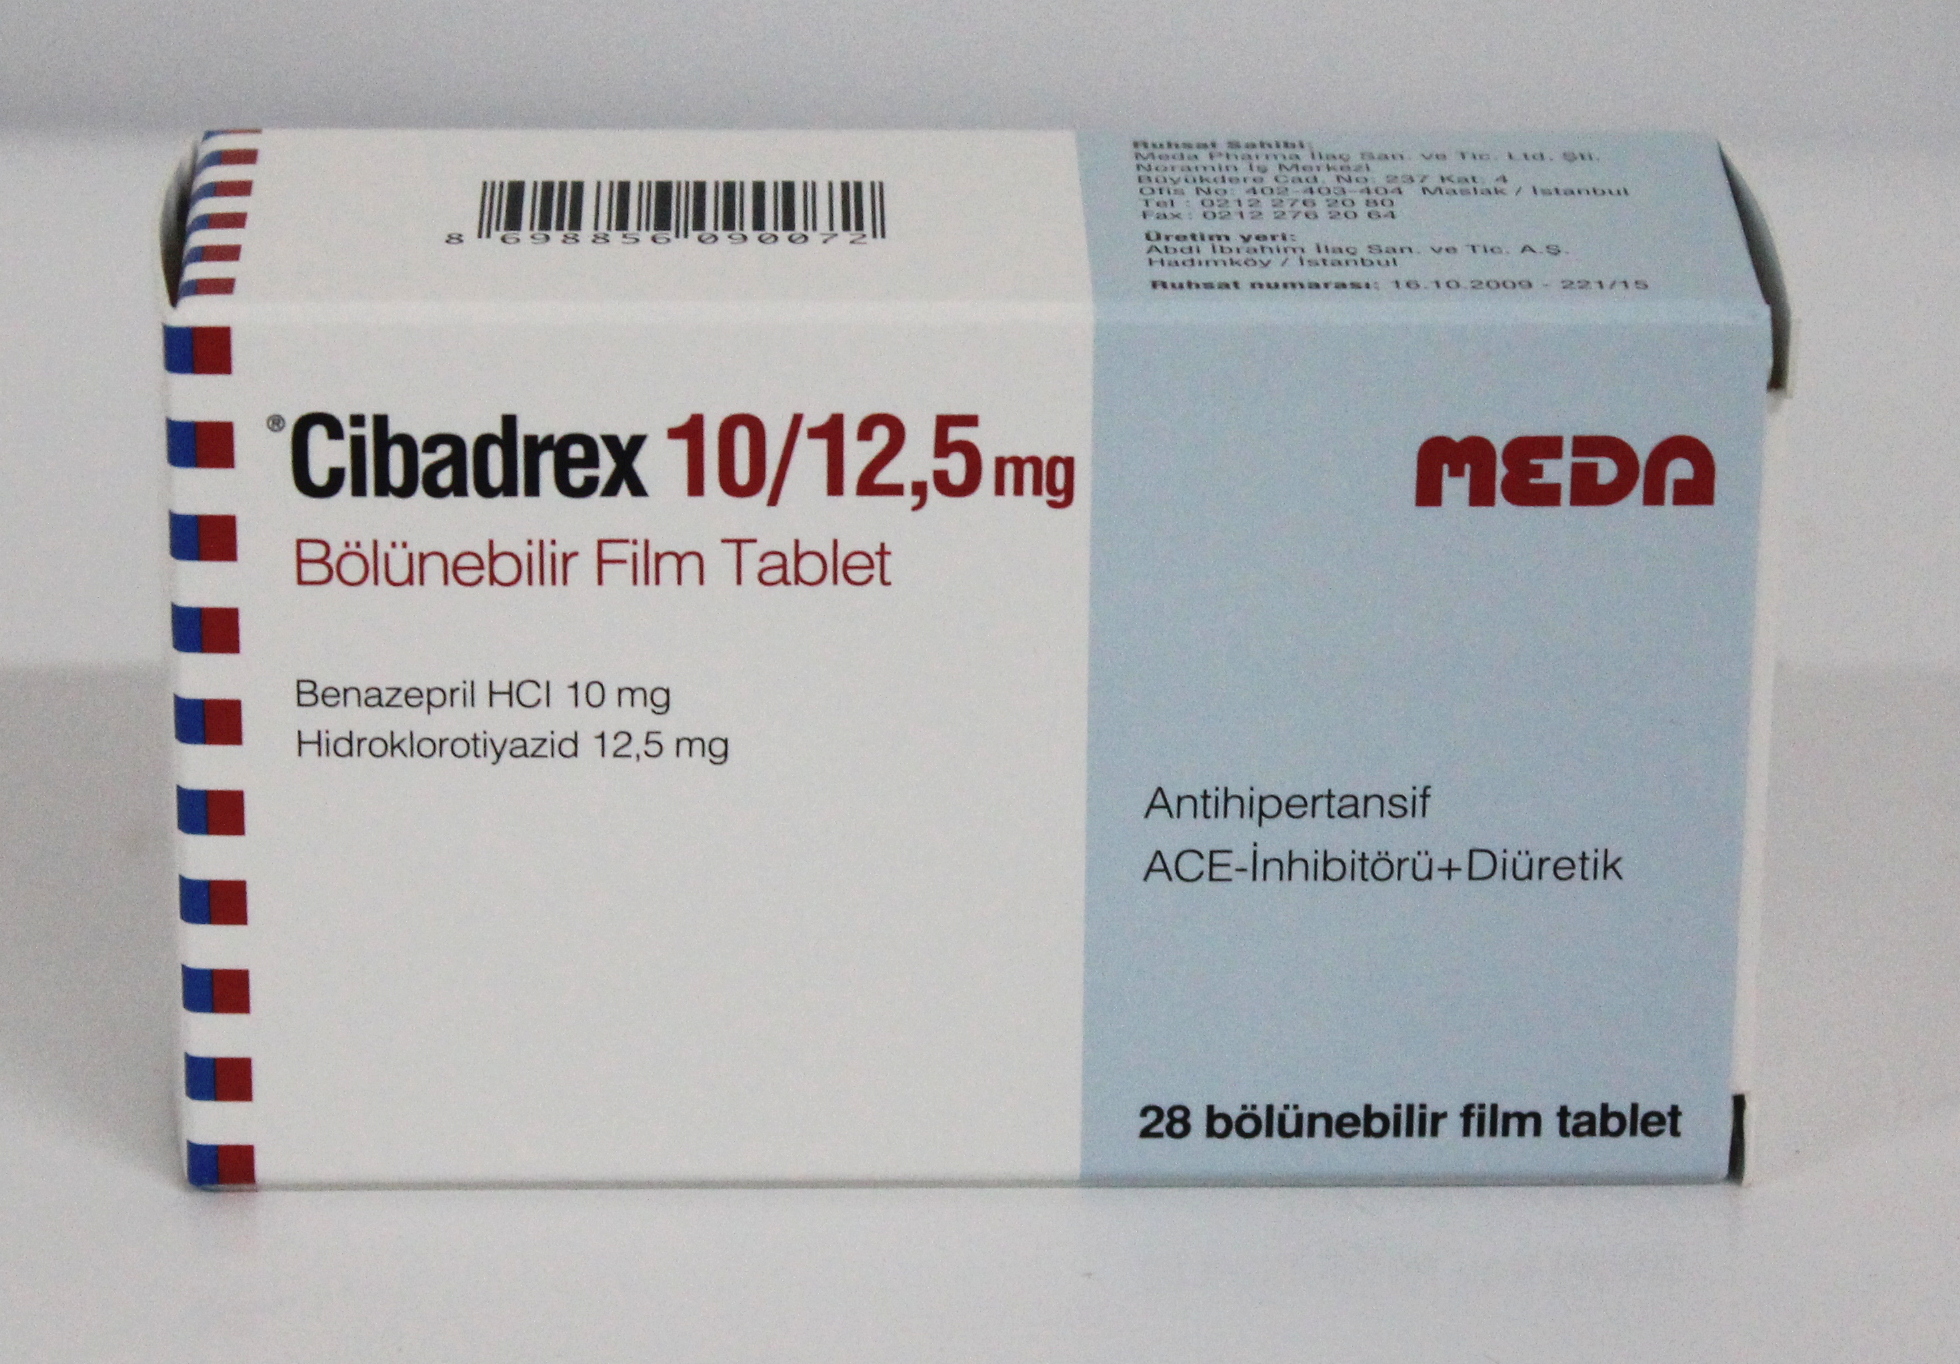 8 698856 090072
Ruhsat Sahibi:
Meda Pharma İlaç San. ve Tic. Ltd. Şti.
Noramin İş Merkezi
Büyükdere Cad. No: 237 Kat: 4
Ofis No: 402-403-404 Maslak / İstanbul
Tel : 0212 276 20 80
Fax : 0212 276 20 64
Üretim yeri:
Abdi İbrahim İlaç San. ve Tic. A.Ş.
Hadımköy / İstanbul
Ruhsat numarası: 16.10.2009 - 221/15
®Cibadrex 10/12,5 mg
Bölünebilir Film Tablet
Benazepril HCl 10 mg
Hidroklorotiyazid 12,5 mg
MEDA
Antihipertansif
ACE-İnhibitörü+Diüretik
28 bölünebilir film tablet